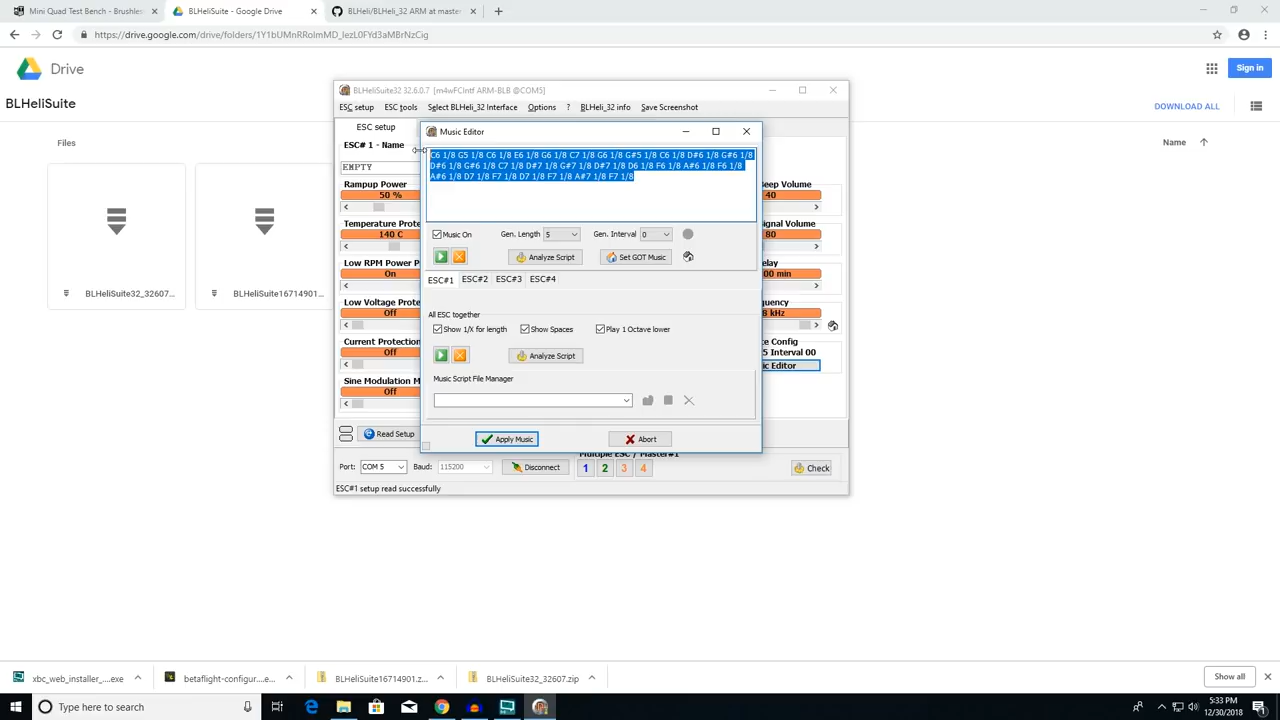 Mini Quad Test Bench - Brushles
BLHeliSuite - Google Drive
BLHeli/BLHeli_32 ARM at master
https://drive.google.com/drive/folders/1Y1bUMnRRolmMD_lezL0FYd3aMBrNzCig
Drive
Sign in
BLHeliSuite
DOWNLOAD ALL
Files
Name
BLHeliSuite32_32607...
BLHeliSuite16714901...
BLHeliSuite32 32.6.0.7 [m4wFCIntf ARM-BLB @COM5]
ESC setup ESC tools Select BLHeli_32 Interface Options ? BLHeli_32 info Save Screenshot
ESC setup
ESC# 1 - Name
EMPTY
Rampup Power
50 %
Temperature Prote
140 C
Low RPM Power P
On
Low Voltage Prote
Off
Current Protection
Off
Sine Modulation M
Off
Read Setup
Music Editor
C6 1/8 G5 1/8 C6 1/8 E6 1/8 G6 1/8 C7 1/8 G6 1/8 G#5 1/8 C6 1/8 D#6 1/8 G#6 1/8
D#6 1/8 G#6 1/8 C7 1/8 D#7 1/8 G#7 1/8 D#7 1/8 D6 1/8 F6 1/8 A#6 1/8 F6 1/8
A#6 1/8 D7 1/8 F7 1/8 D7 1/8 F7 1/8 A#7 1/8 F7 1/8
Music On Gen. Length 5 Gen. Interval 0
Analyze Script Set GOT Music
ESC#1 ESC#2 ESC#3 ESC#4
All ESC together
Show 1/X for length Show Spaces Play 1 Octave lower
Analyze Script
Music Script File Manager
Apply Music Abort
eep Volume
40
ignal Volume
80
elay
00 min
quency
8 kHz
te Config
5 Interval 00
ic Editor
Multiple ESC / Master#1
Port: COM 5 Baud: 115200 Disconnect 1 2 3 4 Check
ESC#1 setup read successfully
xbc_web_installer_....exe
betaflight-configur....e...
BLHeliSuite16714901.z...
BLHeliSuite32_32607.zip
Show all
Type here to search
5:33 PM
12/30/2018